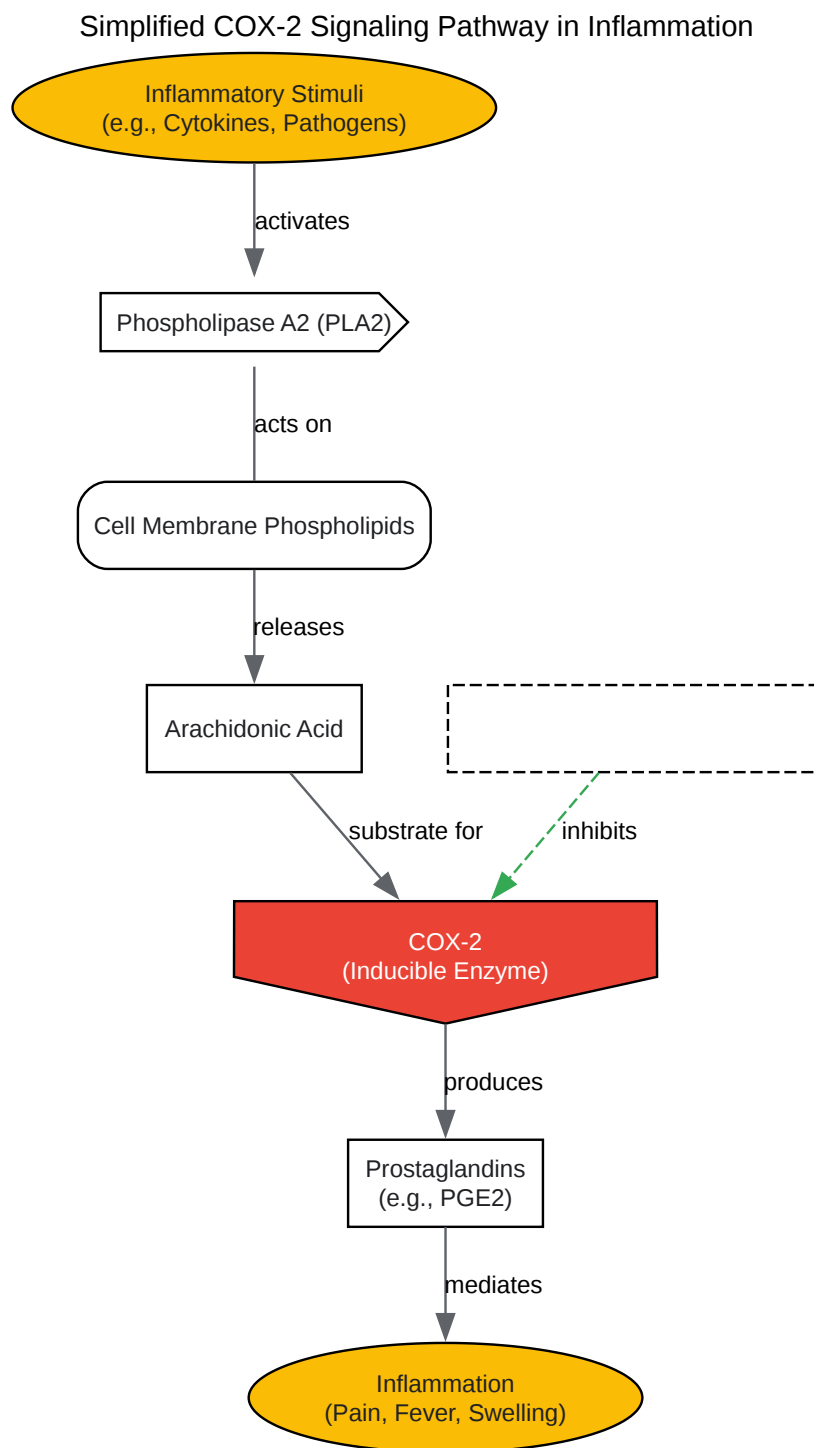 Simplified COX-2 Signaling Pathway in Inflammation
Inflammatory Stimuli
(e.g., Cytokines, Pathogens)
activates
Phospholipase A2 (PLA2)
acts on
Cell Membrane Phospholipids
releases
Arachidonic Acid
substrate for
inhibits
COX-2
(Inducible Enzyme)
produces
Prostaglandins
(e.g., PGE2)
mediates
Inflammation
(Pain, Fever, Swelling)